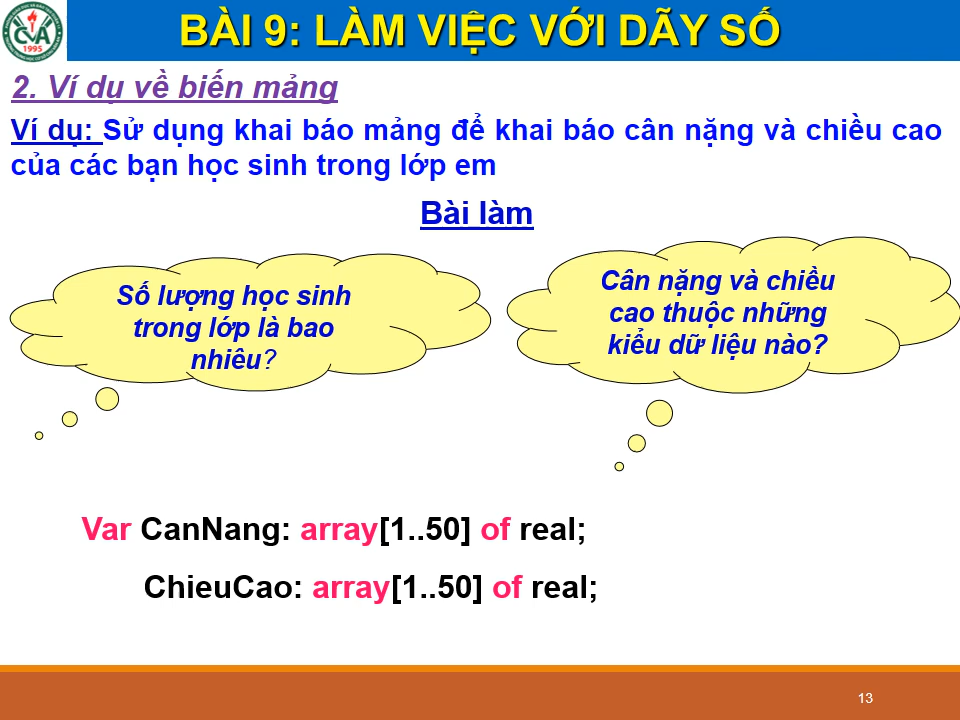 BÀI 9: LÀM VIỆC VỚI DÃY SỐ
CVA
1995
2. Ví dụ về biến mảng
Ví dụ: Sử dụng khai báo mảng để khai báo cân nặng và chiều cao
của các bạn học sinh trong lớp em
Bài làm
Số lượng học sinh
trong lớp là bao
nhiêu?
Cân nặng và chiều
cao thuộc những
kiểu dữ liệu nào?
Var CanNang: array[1..50] of real;
ChieuCao: array[1..50] of real;
13